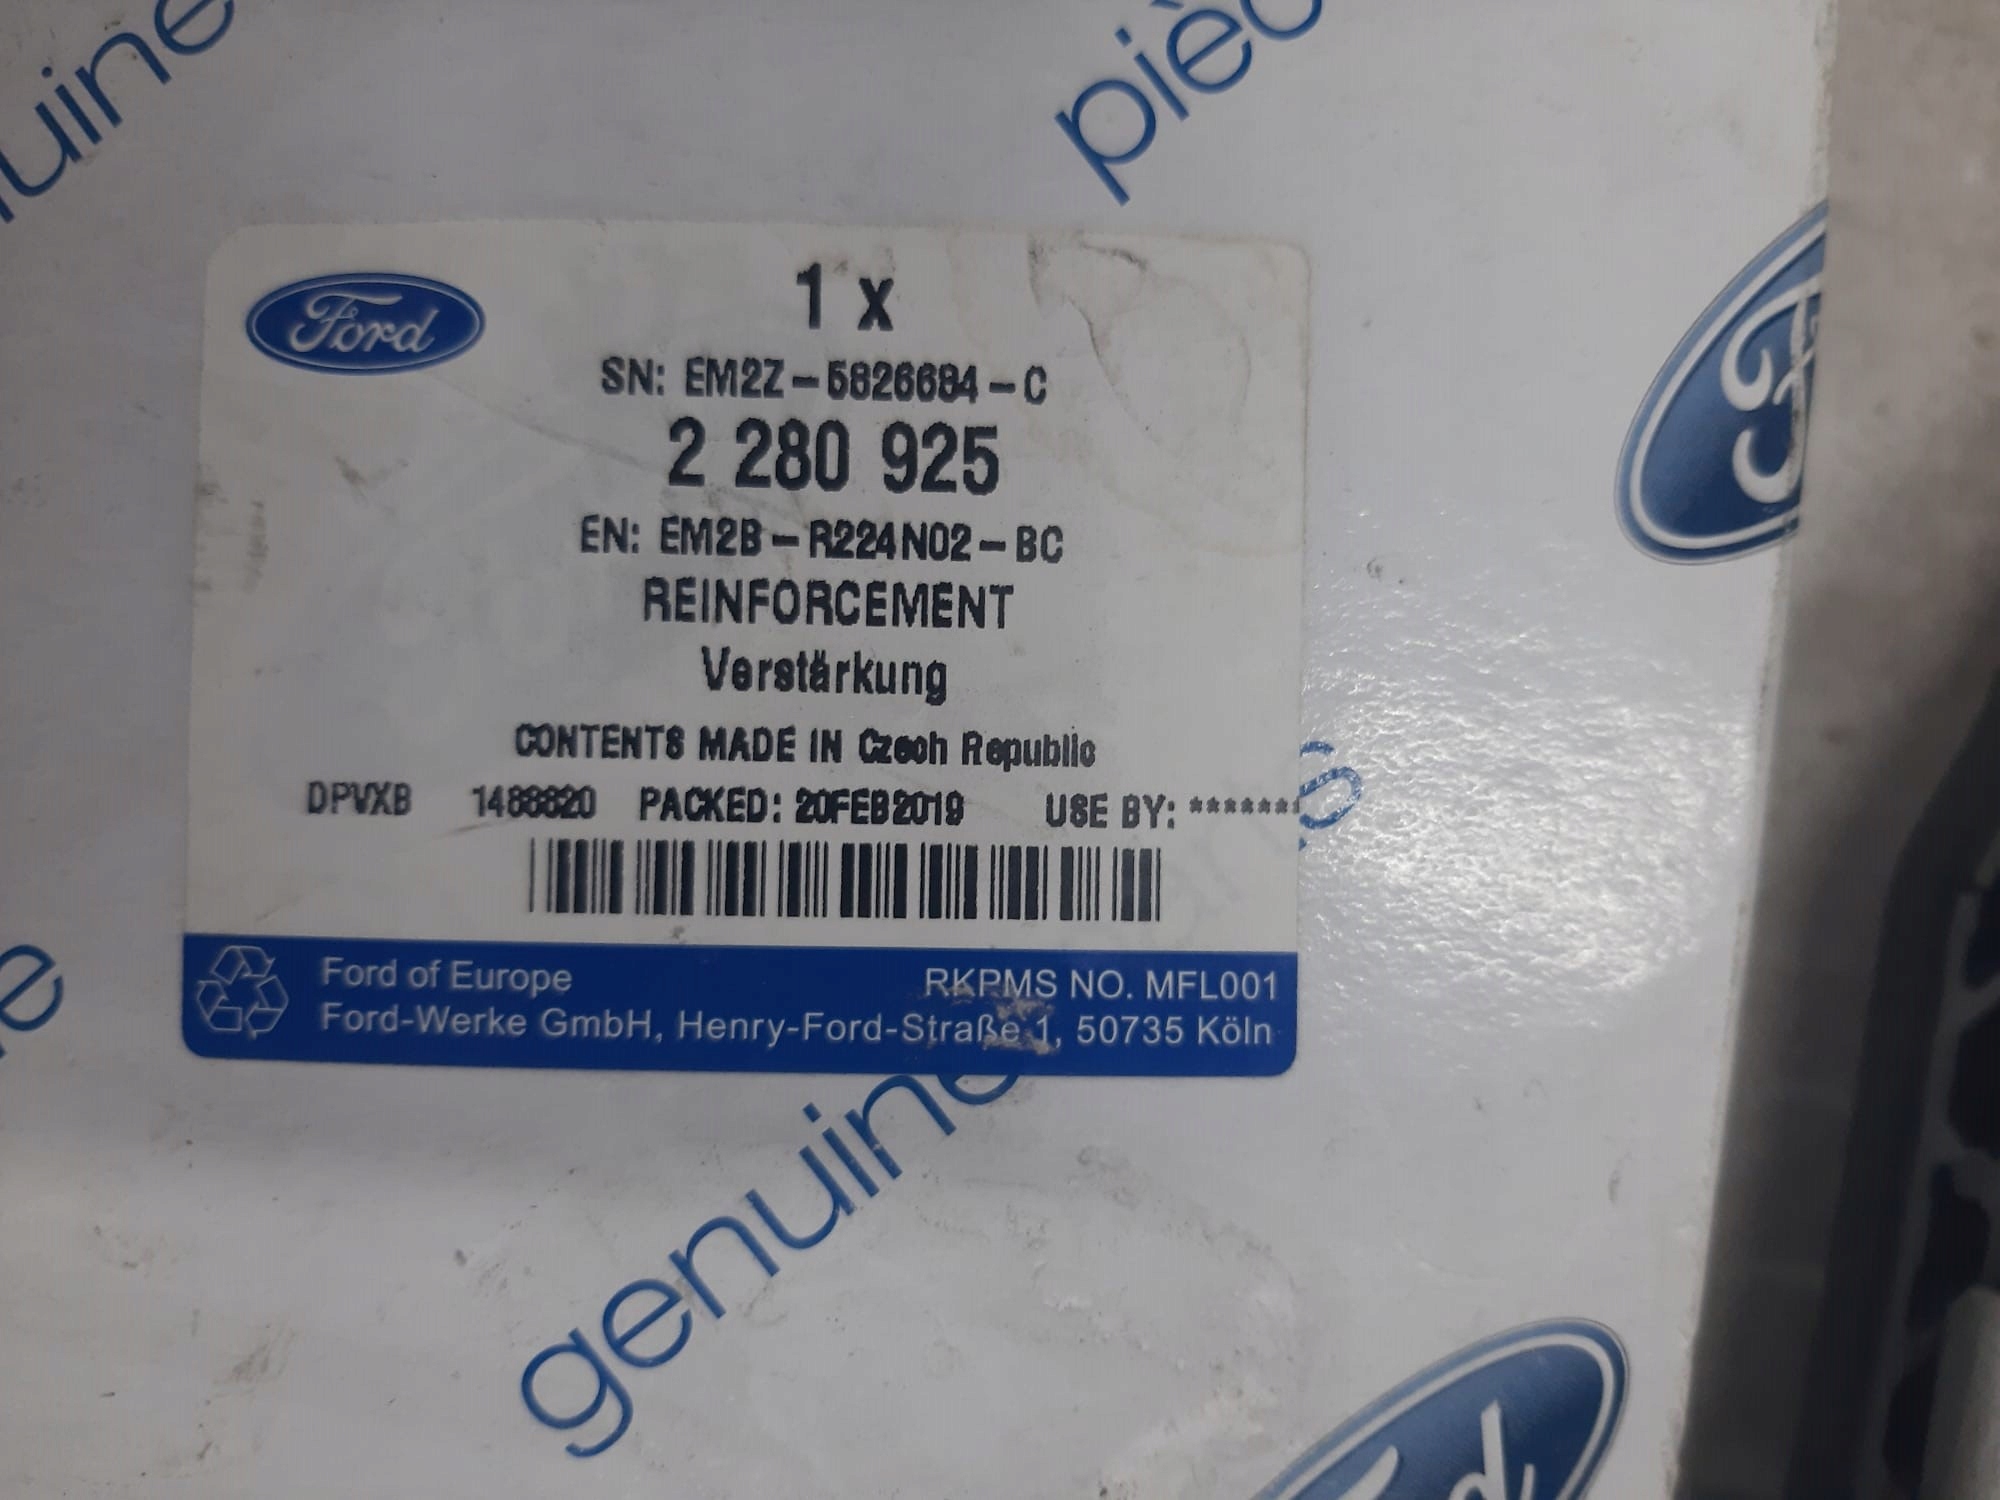 uine
pièc
Ford
1 x
SN: EM2Z-5826684-C
2 280 925
EN: EM2B-R224N02-BC
REINFORCEMENT
Verstärkung
CONTENTS MADE IN Czech Republic
DPVXB 1488820 PACKED: 20FEB2019 USE BY: *******
Ford of Europe RKPMS NO. MFL001
Ford-Werke GmbH, Henry-Ford-Straße 1, 50735 Köln
genuine